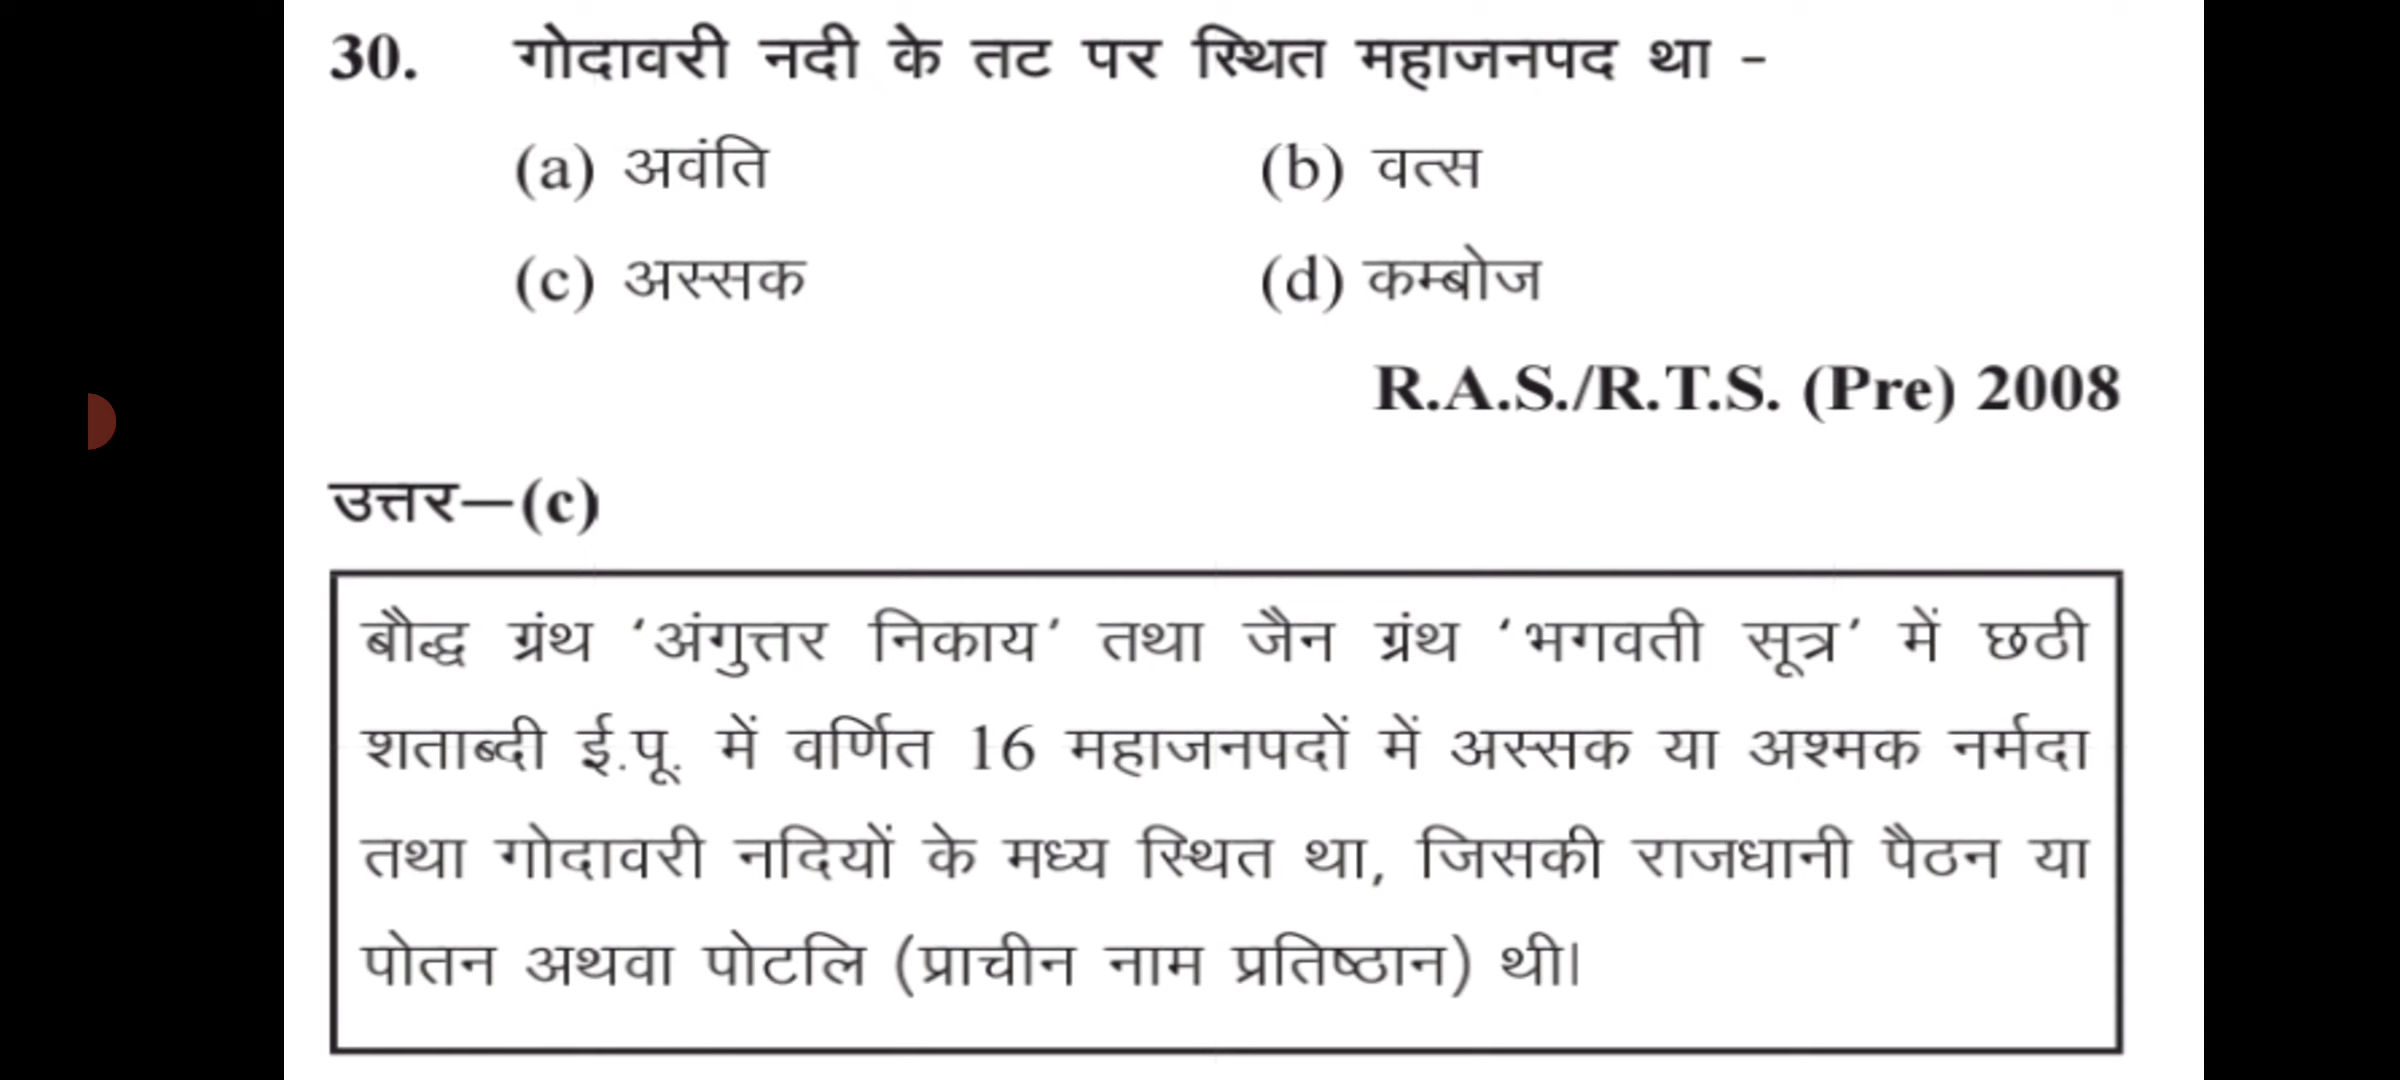 30. गोदावरी नदी के तट पर स्थित महाजनपद था -
(a) अवंति (b) वत्स
(c) अस्सक (d) कम्बोज
R.A.S./R.T.S. (Pre) 2008
उत्तर—(c)
बौद्ध ग्रंथ ‘अंगुत्तर निकाय’ तथा जैन ग्रंथ ‘भगवती सूत्र’ में छठी
शताब्दी ई.पू. में वर्णित 16 महाजनपदों में अस्सक या अश्मक नर्मदा
तथा गोदावरी नदियों के मध्य स्थित था, जिसकी राजधानी पैठन या
पोतन अथवा पोटलि (प्राचीन नाम प्रतिष्ठान) थी।